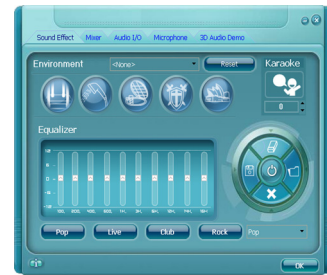 Sound Effect Mixer Audio I/O Microphone 3D Audio Demo
Environment <None> Reset Karaoke
0
Equalizer
0
Pop Live Club Rock Pop
OK